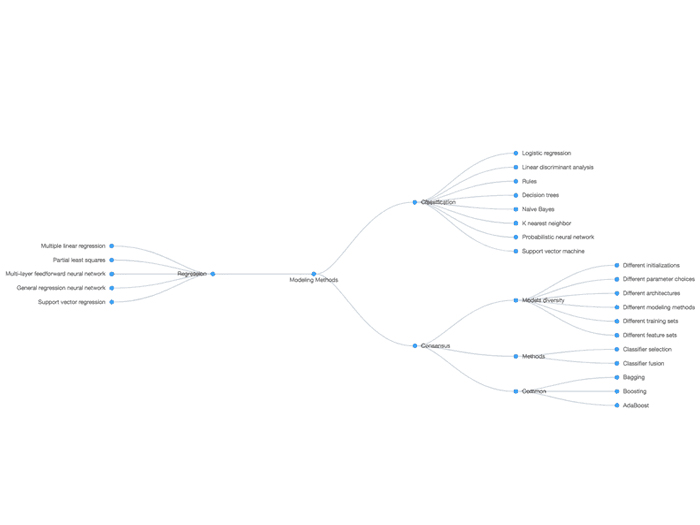 Logistic regression
Linear discriminant analysis
Rules
Decision trees
Naive Bayes
K nearest neighbor
Probabilistic neural network
Support vector machine
Classification
Multiple linear regression
Partial least squares
Multi-layer feedforward neural network
General regression neural network
Support vector regression
Regression
Modeling Methods
Consensus
Models diversity
Different initializations
Different parameter choices
Different architectures
Different modeling methods
Different training sets
Different feature sets
Methods
Classifier selection
Classifier fusion
Common
Bagging
Boosting
AdaBoost